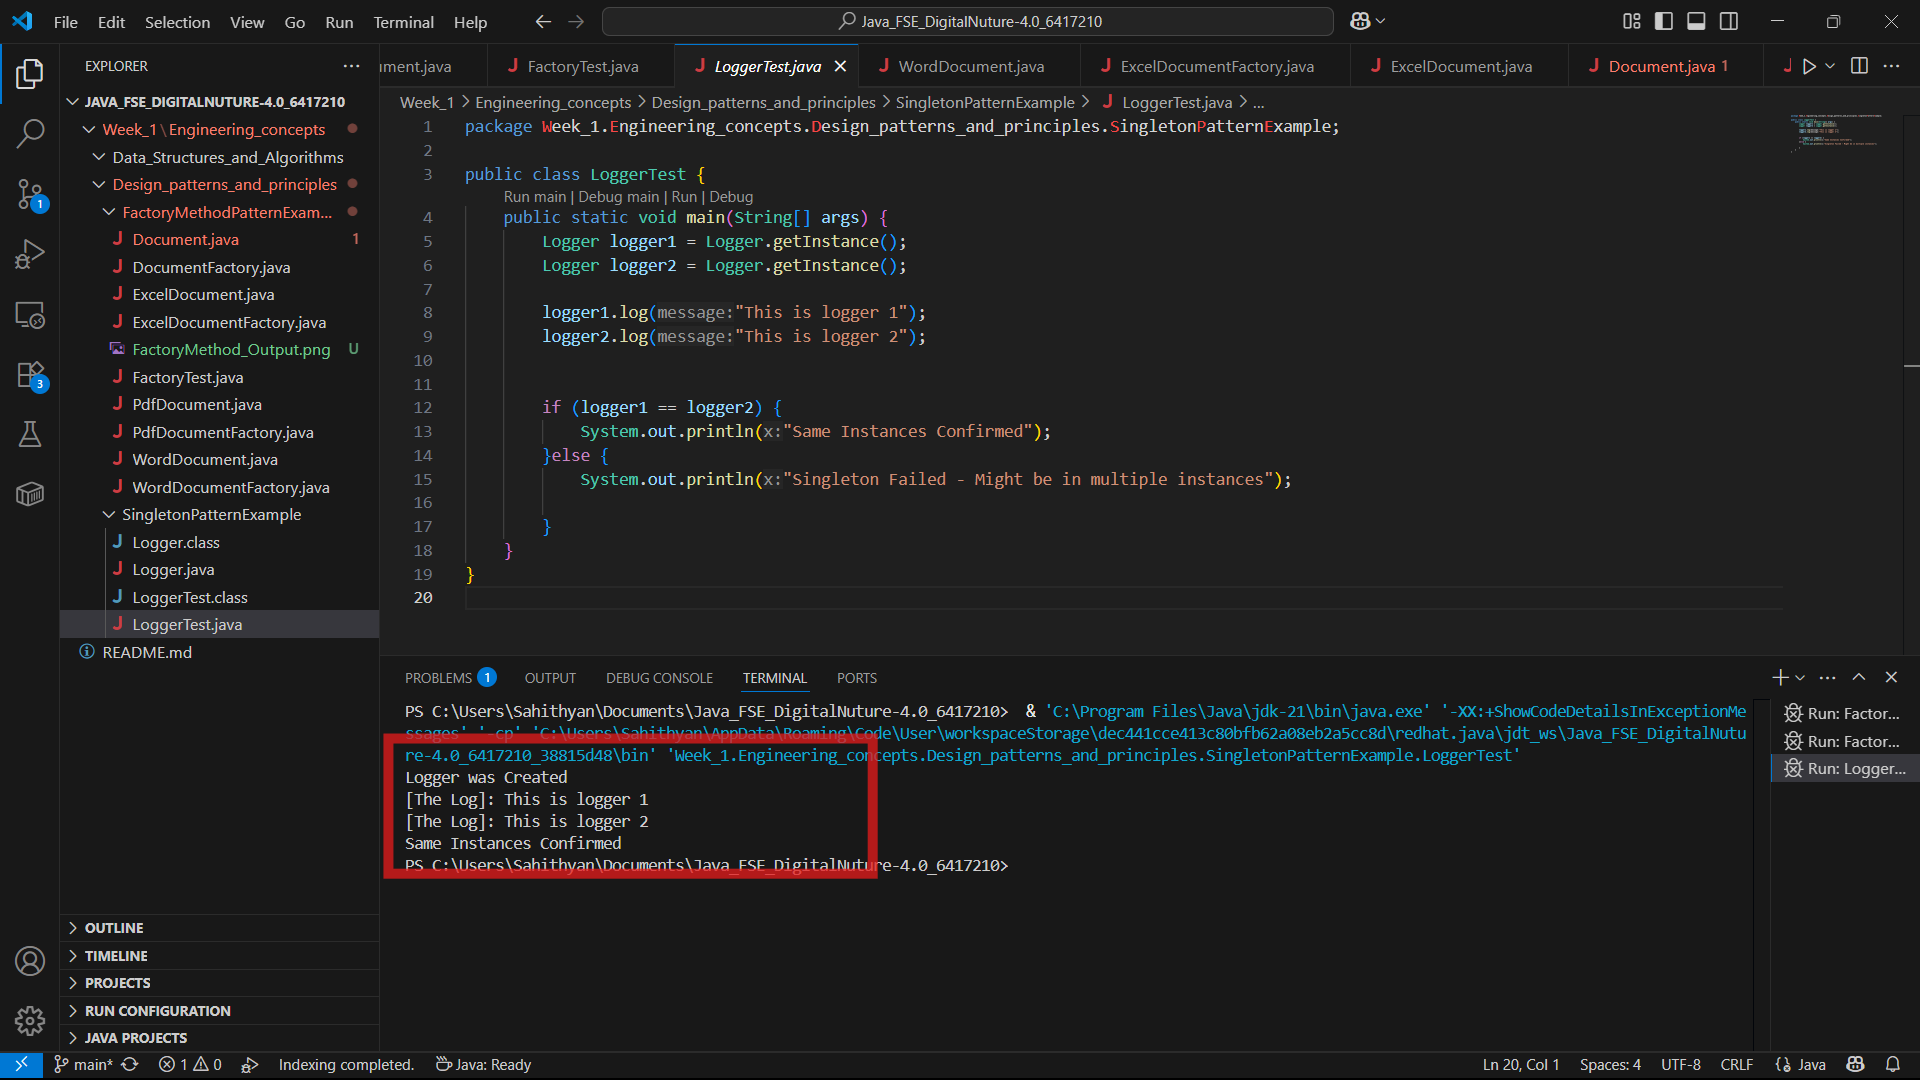 File Edit Selection View Go Run Terminal Help
Java_FSE_DigitalNuture-4.0_6417210
EXPLORER
JAVA_FSE_DIGITALNUTURE-4.0_6417210
Week_1\Engineering_concepts
Data_Structures_and_Algorithms
Design_patterns_and_principles
FactoryMethodPatternExam...
Document.java 1
DocumentFactory.java
ExcelDocument.java
ExcelDocumentFactory.java
FactoryMethod_Output.png U
FactoryTest.java
PdfDocument.java
PdfDocumentFactory.java
WordDocument.java
WordDocumentFactory.java
SingletonPatternExample
Logger.class
Logger.java
LoggerTest.class
LoggerTest.java
README.md
OUTLINE
TIMELINE
PROJECTS
RUN CONFIGURATION
JAVA PROJECTS
1
3
ument.java FactoryTest.java LoggerTest.java WordDocument.java ExcelDocumentFactory.java ExcelDocument.java Document.java 1
Week_1 > Engineering_concepts > Design_patterns_and_principles > SingletonPatternExample > LoggerTest.java > ...
1 package Week_1.Engineering_concepts.Design_patterns_and_principles.SingletonPatternExample;
2
3 public class LoggerTest {
Run main | Debug main | Run | Debug
4 public static void main(String[] args) {
5 Logger logger1 = Logger.getInstance();
6 Logger logger2 = Logger.getInstance();
7
8 logger1.log(message:"This is logger 1");
9 logger2.log(message:"This is logger 2");
10
11
12 if (logger1 == logger2) {
13 System.out.println(x:"Same Instances Confirmed");
14 }else {
15 System.out.println(x:"Singleton Failed - Might be in multiple instances");
16
17 }
18 }
19 }
20
PROBLEMS 1 OUTPUT DEBUG CONSOLE TERMINAL PORTS
PS C:\Users\Sahithyan\Documents\Java_FSE_DigitalNuture-4.0_6417210> & 'C:\Program Files\Java\jdk-21\bin\java.exe' '-XX:+ShowCodeDetailsInExceptionMe
ssages' '-cp' 'C:\Users\Sahithyan\AppData\Roaming\Code\User\workspaceStorage\dec441cce413c80bfb62a08eb2a5cc8d\redhat.java\jdt_ws\Java_FSE_DigitalNutu
re-4.0_6417210_38815d48\bin' 'Week_1.Engineering_concepts.Design_patterns_and_principles.SingletonPatternExample.LoggerTest'
Logger was Created
[The Log]: This is logger 1
[The Log]: This is logger 2
Same Instances Confirmed
PS C:\Users\Sahithyan\Documents\Java_FSE_DigitalNuture-4.0_6417210>
Run: Factor...
Run: Factor...
Run: Logger...
main* 1 0 Indexing completed. Java: Ready Ln 20, Col 1 Spaces: 4 UTF-8 CRLF Java